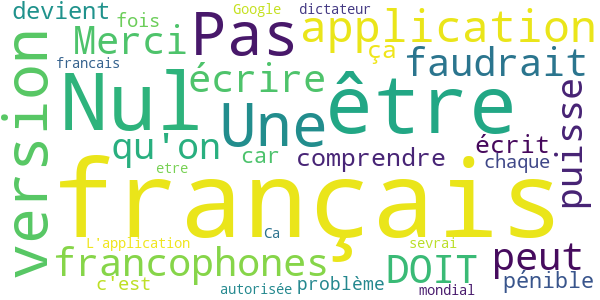 devient
fois
Google
dictateur
Merci
Pas
application
ça
francais
écrire
faudrait
version
Nul
Une
être
puisse
qu'on
car
comprendre
écrit
chaque
etre
français
Ca
L'application
sevrai
francophones
DOIT
peut
c'est
autorisée
problème
mondial
pénible